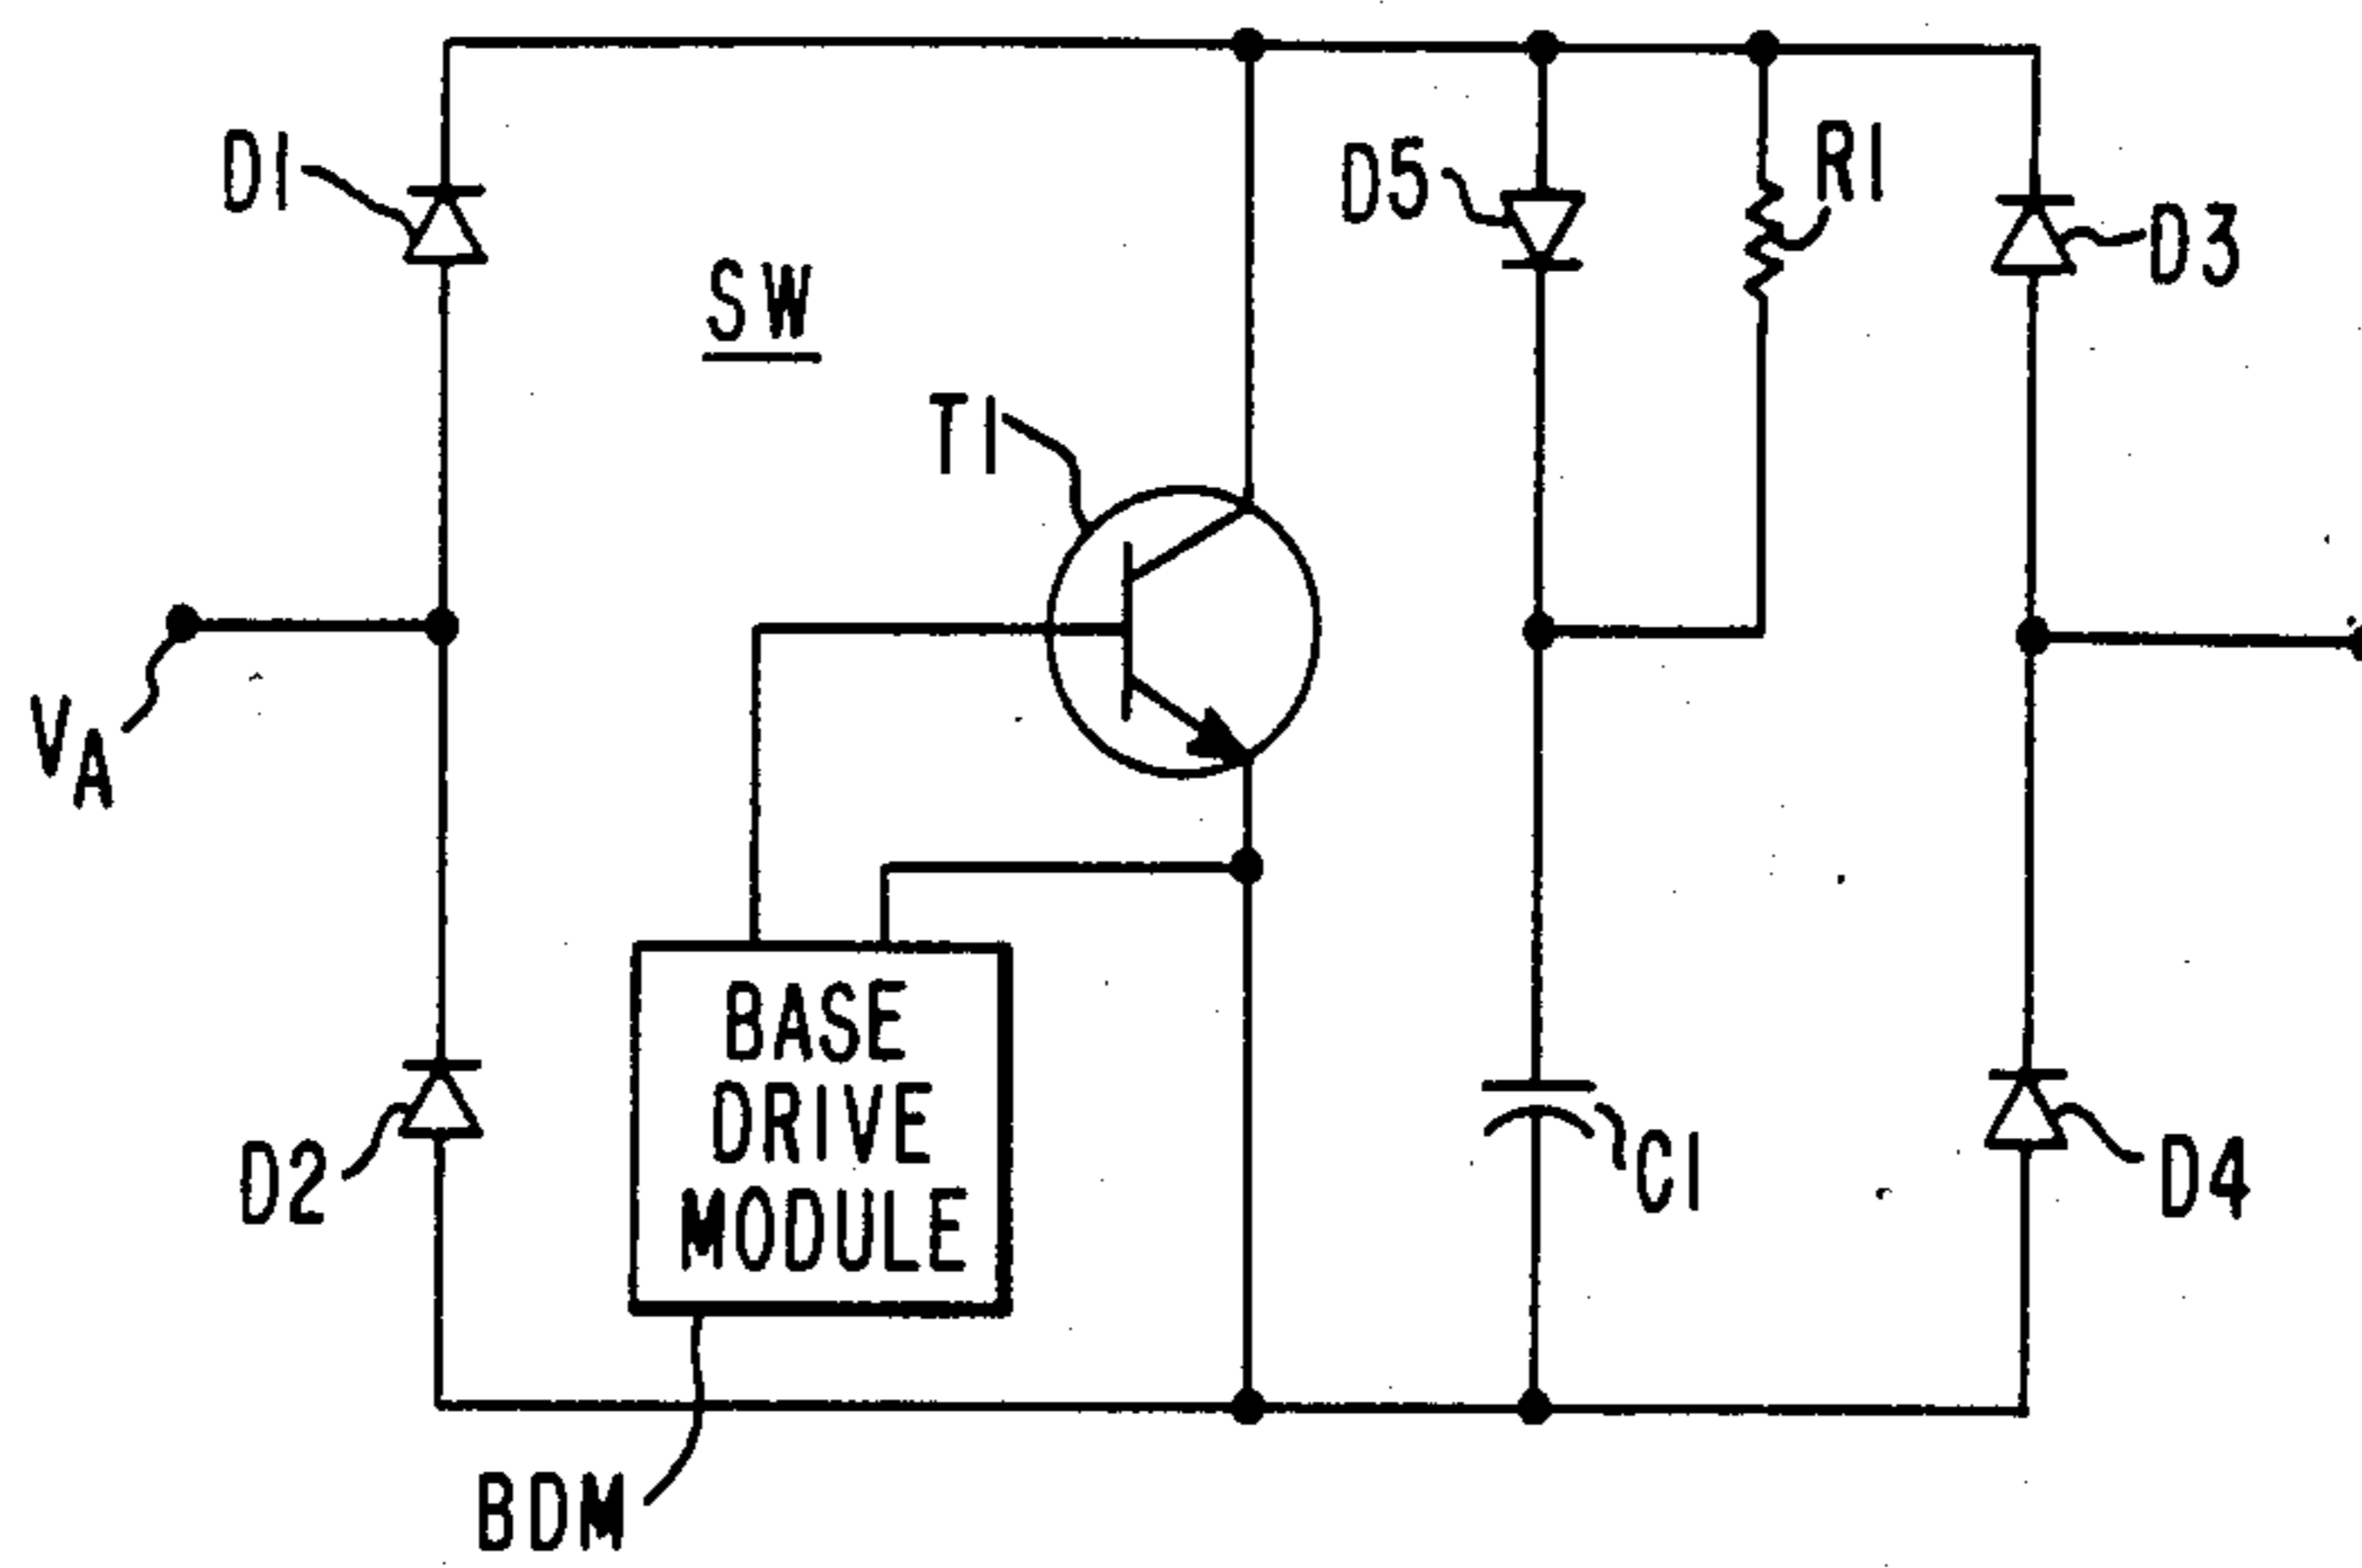 D1
SW
T1
D5
R1
D3
VA
BASE
DRIVE
MODULE
D2
C1
D4
BDM